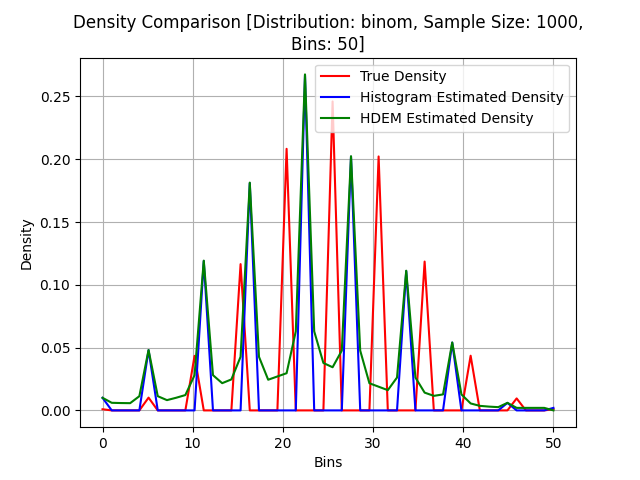 Density Comparison [Distribution: binom, Sample Size: 1000,
Bins: 50]
True Density
Histogram Estimated Density
HDEM Estimated Density
Density
0.25
0.20
0.15
0.10
0.05
0.00
0 10 20 30 40 50
Bins